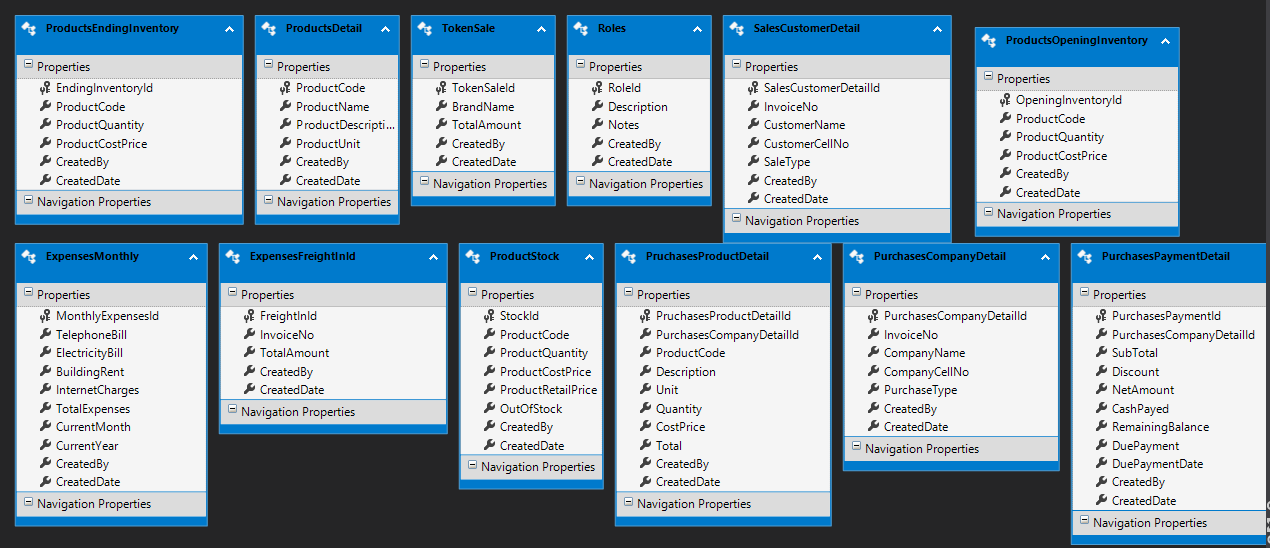 ProductsEndingInventory
Properties
EndingInventoryId
ProductCode
ProductQuantity
ProductCostPrice
CreatedBy
CreatedDate
Navigation Properties
ProductsDetail
Properties
ProductCode
ProductName
ProductDescripti...
ProductUnit
CreatedBy
CreatedDate
Navigation Properties
TokenSale
Properties
TokenSaleId
BrandName
TotalAmount
CreatedBy
CreatedDate
Navigation Properties
Roles
Properties
RoleId
Description
Notes
CreatedBy
CreatedDate
Navigation Properties
SalesCustomerDetail
Properties
SalesCustomerDetailId
InvoiceNo
CustomerName
CustomerCellNo
SaleType
CreatedBy
CreatedDate
Navigation Properties
ProductsOpeningInventory
Properties
OpeningInventoryId
ProductCode
ProductQuantity
ProductCostPrice
CreatedBy
CreatedDate
Navigation Properties
ExpensesMonthly
Properties
MonthlyExpensesId
TelephoneBill
ElectricityBill
BuildingRent
InternetCharges
TotalExpenses
CurrentMonth
CurrentYear
CreatedBy
CreatedDate
Navigation Properties
ExpensesFreightInId
Properties
FreightInId
InvoiceNo
TotalAmount
CreatedBy
CreatedDate
Navigation Properties
ProductStock
Properties
StockId
ProductCode
ProductQuantity
ProductCostPrice
ProductRetailPrice
OutOfStock
CreatedBy
CreatedDate
Navigation Properties
PruchasesProductDetail
Properties
PruchasesProductDetailId
PurchasesCompanyDetailId
ProductCode
Description
Unit
Quantity
CostPrice
Total
CreatedBy
CreatedDate
Navigation Properties
PurchasesCompanyDetail
Properties
PurchasesCompanyDetailId
InvoiceNo
CompanyName
CompanyCellNo
PurchaseType
CreatedBy
CreatedDate
Navigation Properties
PurchasesPaymentDetail
Properties
PurchasesPaymentId
PurchasesCompanyDetailId
SubTotal
Discount
NetAmount
CashPayed
RemainingBalance
DuePayment
DuePaymentDate
CreatedBy
CreatedDate
Navigation Properties